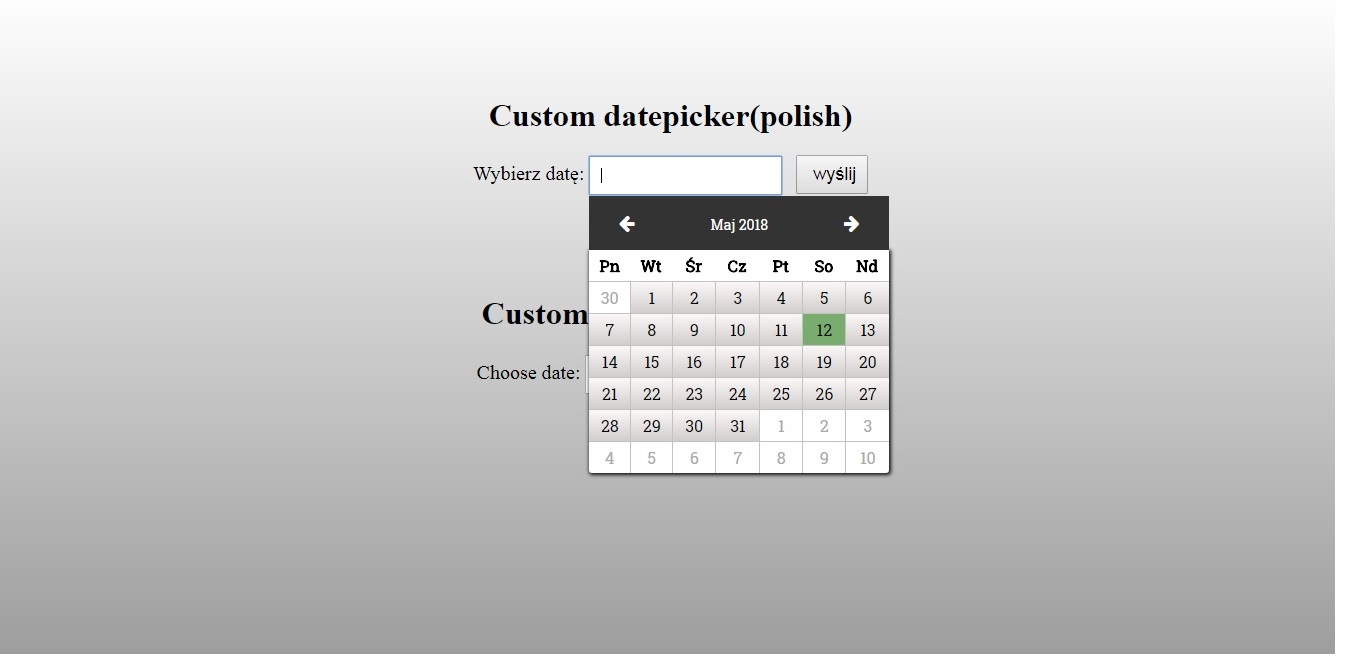 Custom datepicker(polish)
Wybierz datę: wyślij
Maj 2018
Pn Wt Śr Cz Pt So Nd
30 1 2 3 4 5 6
7 8 9 10 11 12 13
14 15 16 17 18 19 20
21 22 23 24 25 26 27
28 29 30 31 1 2 3
4 5 6 7 8 9 10
Custom
Choose date: